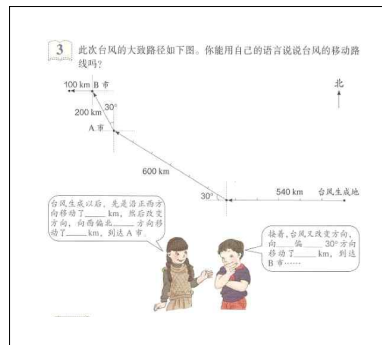 3 此次台风的大致路径如下图。你能用自己的语言说说台风的移动路
线吗?
100 km B 市
北
30°
200 km
A 市
600 km
30°
540 km 台风生成地
台风生成以后,先是沿正西方
向移动了____km,然后改变
方向,向西偏北____方向移
动了____km,到达 A 市。
接着,台风又改变方向,
向____偏____30°方向
移动了____km,到达
B 市……